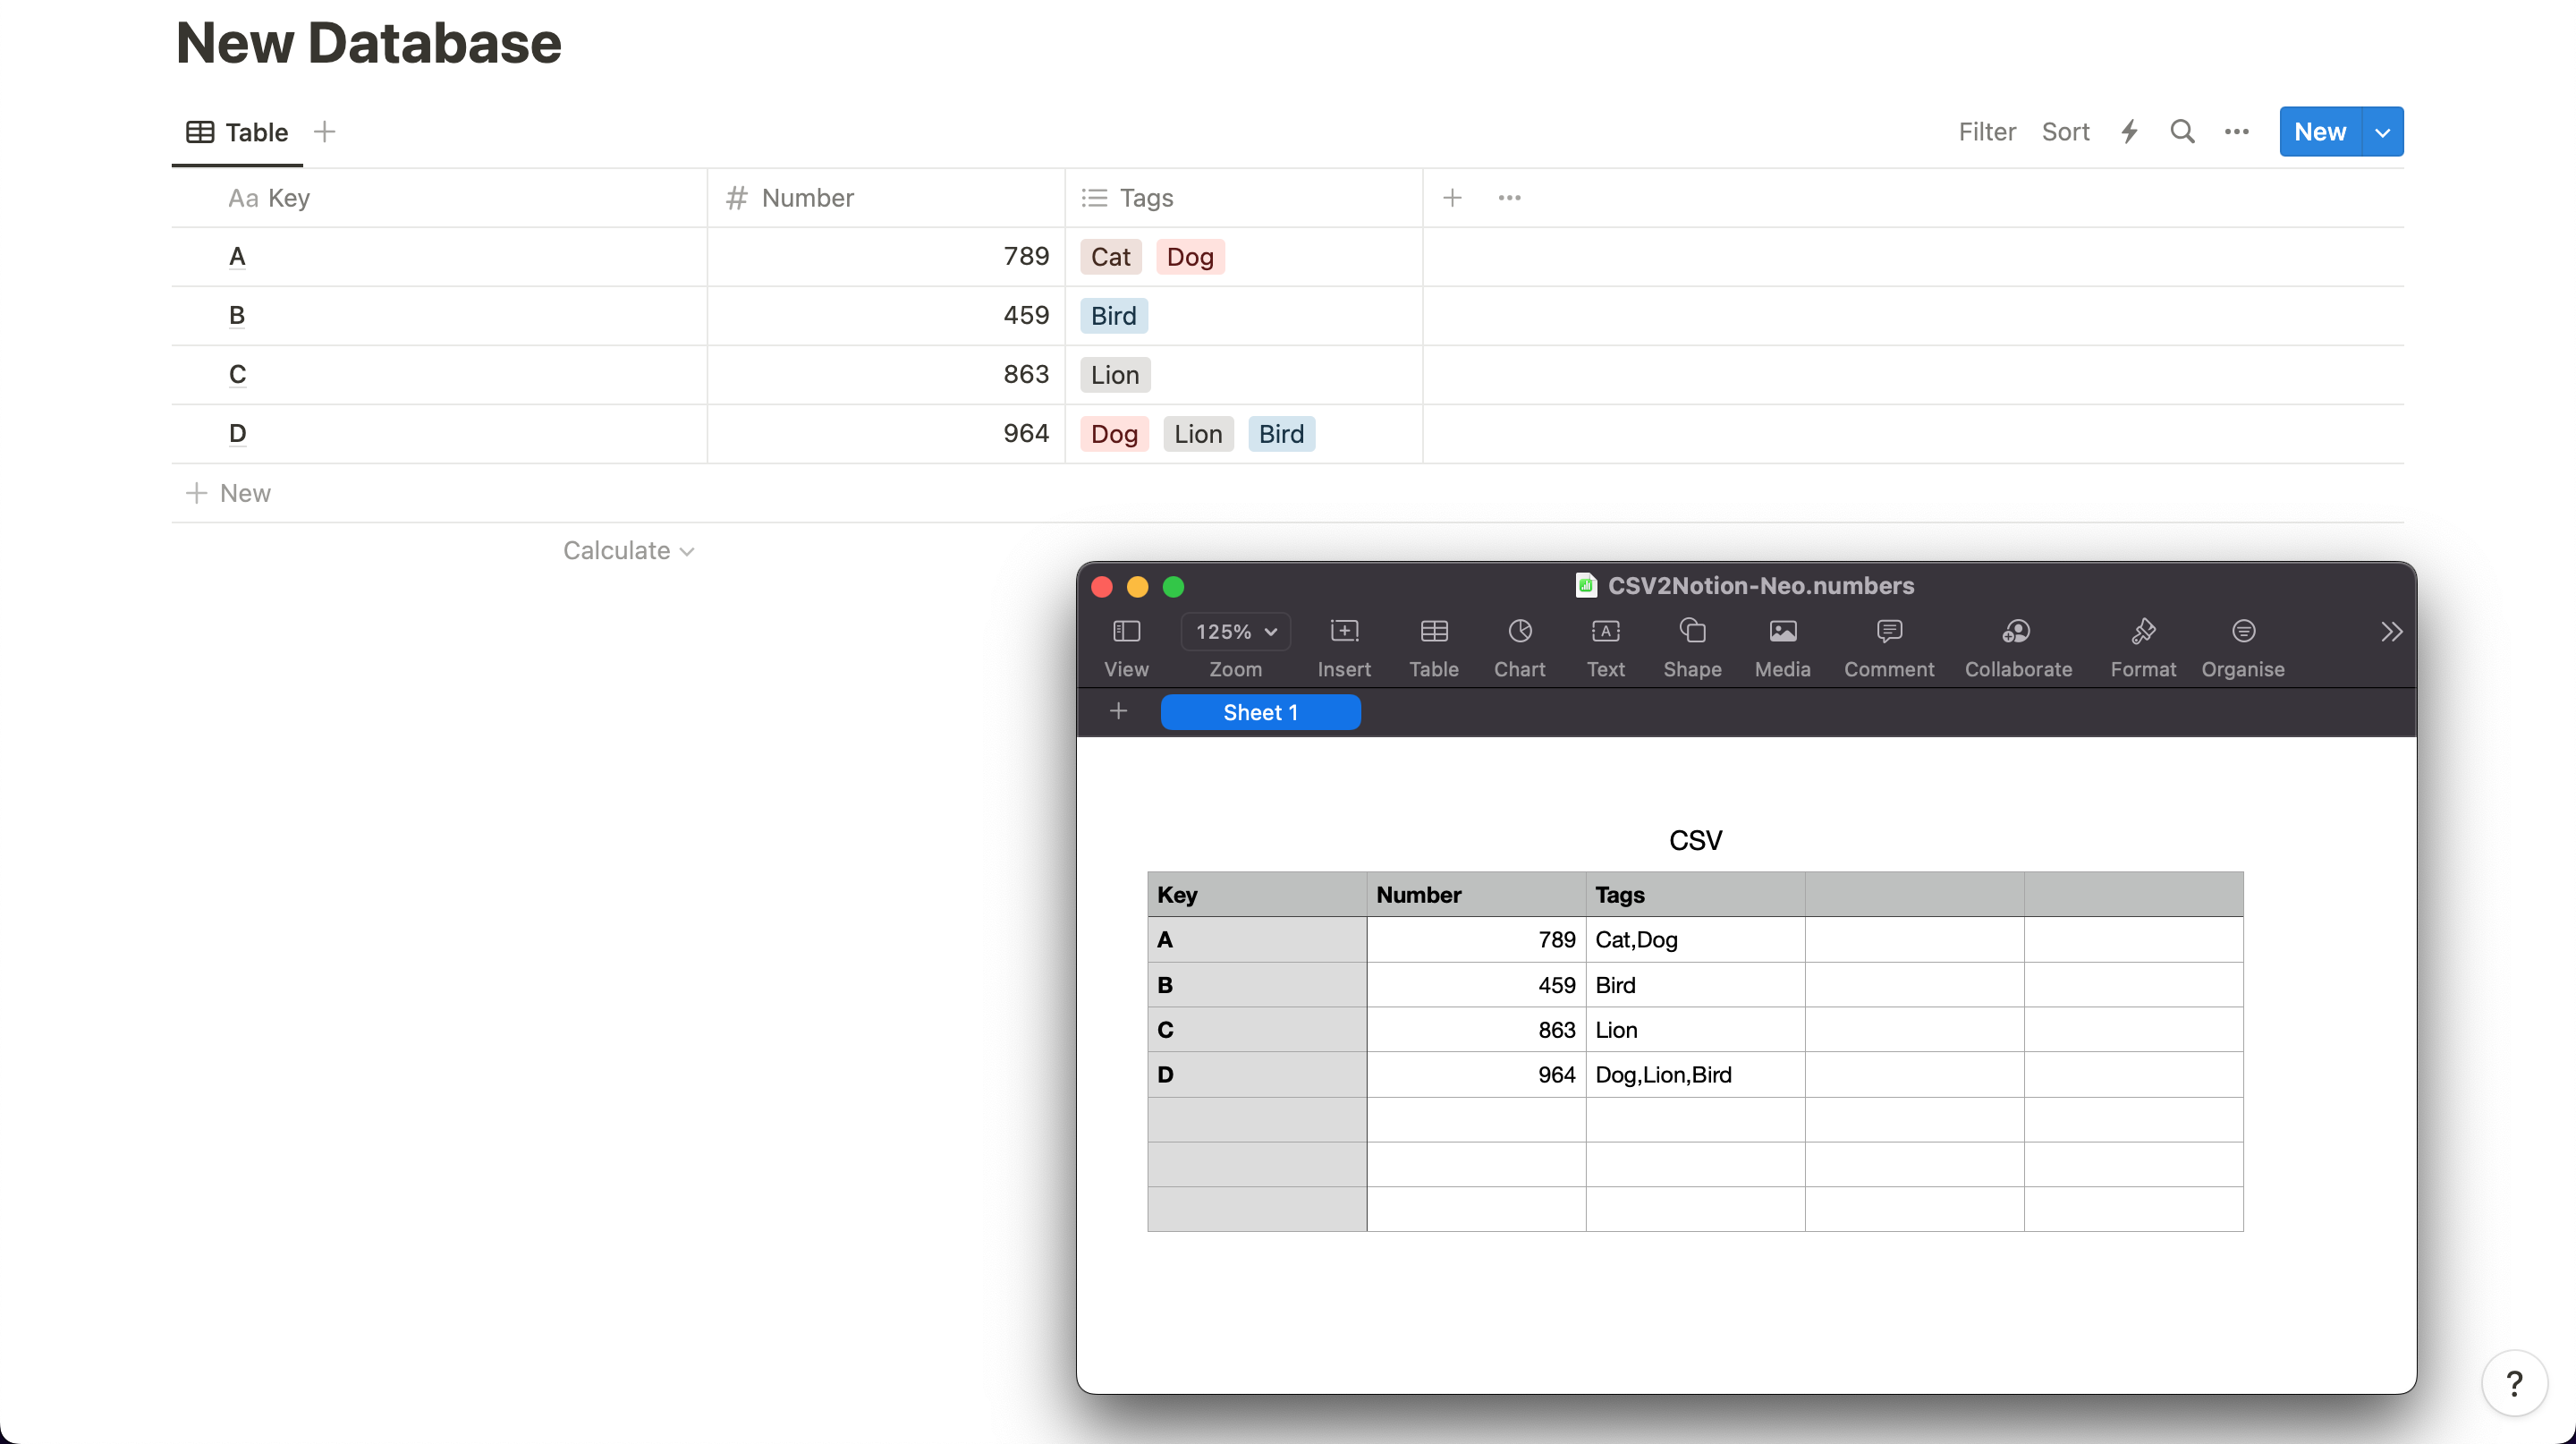 New Database
Table
Filter Sort New
Aa Key # Number Tags
A 789 Cat Dog
B 459 Bird
C 863 Lion
D 964 Dog Lion Bird
+ New
Calculate
CSV2Notion-Neo.numbers
125%
View Zoom Insert Table Chart Text Shape Media Comment Collaborate Format Organise
Sheet 1
CSV
Key Number Tags
A 789 Cat,Dog
B 459 Bird
C 863 Lion
D 964 Dog,Lion,Bird
?